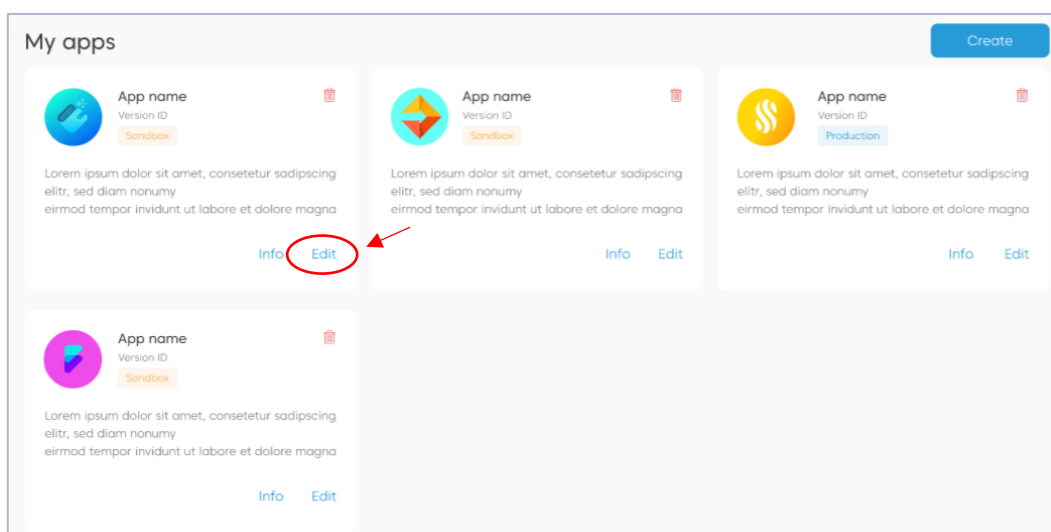 My apps
Create
App name
Version ID
Sandbox
Lorem ipsum dolor sit amet, consetetur sadipscing
elitr, sed diam nonumy
eirmod tempor invidunt ut labore et dolore magna
Info Edit
App name
Version ID
Sandbox
Lorem ipsum dolor sit amet, consetetur sadipscing
elitr, sed diam nonumy
eirmod tempor invidunt ut labore et dolore magna
Info Edit
App name
Version ID
Production
Lorem ipsum dolor sit amet, consetetur sadipscing
elitr, sed diam nonumy
eirmod tempor invidunt ut labore et dolore magna
Info Edit
App name
Version ID
Sandbox
Lorem ipsum dolor sit amet, consetetur sadipscing
elitr, sed diam nonumy
eirmod tempor invidunt ut labore et dolore magna
Info Edit